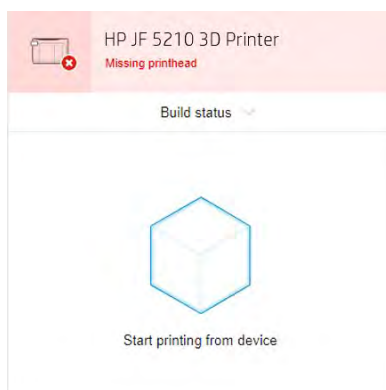 HP JF 5210 3D Printer
Missing printhead
Build status
Start printing from device